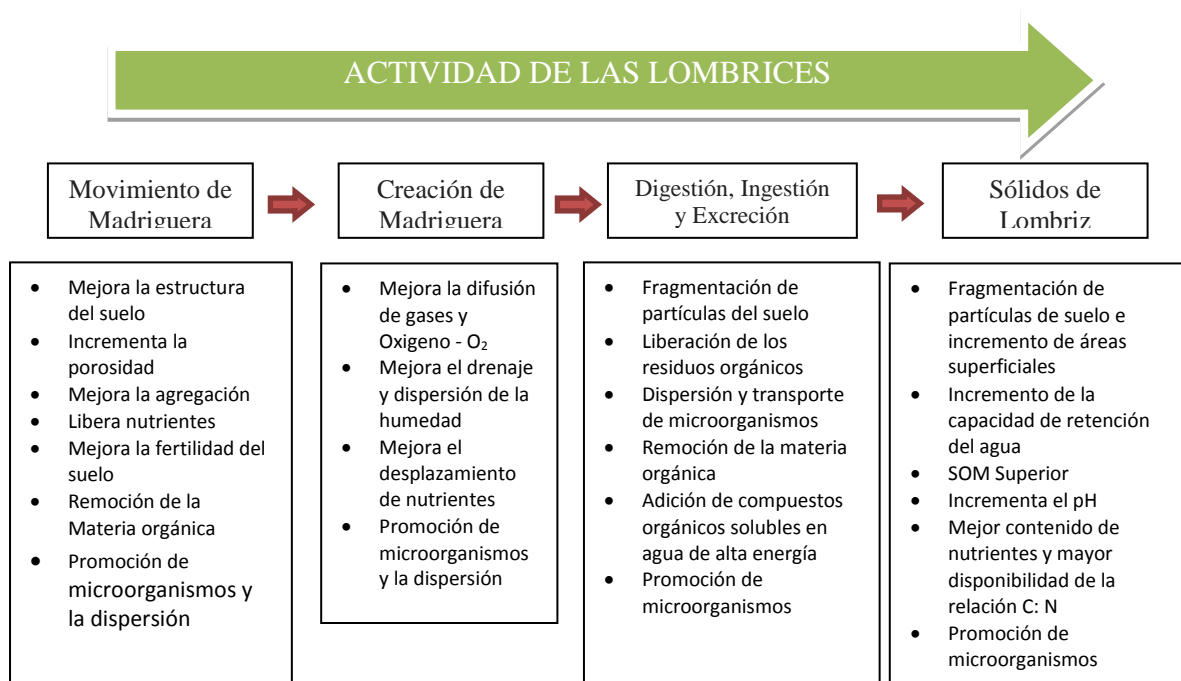 ACTIVIDAD DE LAS LOMBRICES
Movimiento de
Madriguera
Creación de
Madriguera
Digestión, Ingestión
y Excreción
Sólidos de
Lombriz
• Mejora la estructura
del suelo
• Incrementa la
porosidad
• Mejora la agregación
• Libera nutrientes
• Mejora la fertilidad del
suelo
• Remoción de la
Materia orgánica
• Promoción de
microorganismos y
la dispersión
• Mejora la difusión
de gases y
Oxigeno - O₂
• Mejora el drenaje
y dispersión de la
humedad
• Mejora el
desplazamiento
de nutrientes
• Promoción de
microorganismos
y la dispersión
• Fragmentación de
partículas del suelo
• Liberación de los
residuos orgánicos
• Dispersión y transporte
de microorganismos
• Remoción de la materia
orgánica
• Adición de compuestos
orgánicos solubles en
agua de alta energía
• Promoción de
microorganismos
• Fragmentación de
partículas de suelo e
incremento de áreas
superficiales
• Incremento de la
capacidad de retención
del agua
• SOM Superior
• Incrementa el pH
• Mejor contenido de
nutrientes y mayor
disponibilidad de la
relación C: N
• Promoción de
microorganismos